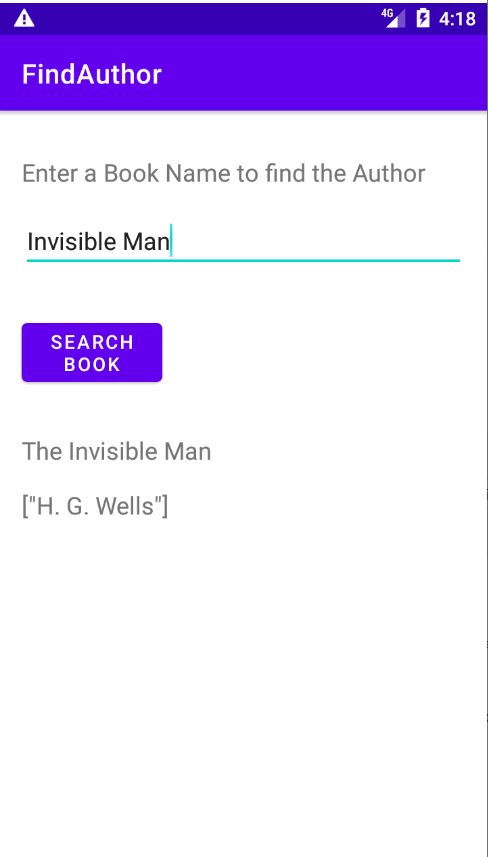 4G 4:18
FindAuthor
Enter a Book Name to find the Author
Invisible Man
SEARCH
BOOK
The Invisible Man
["H. G. Wells"]